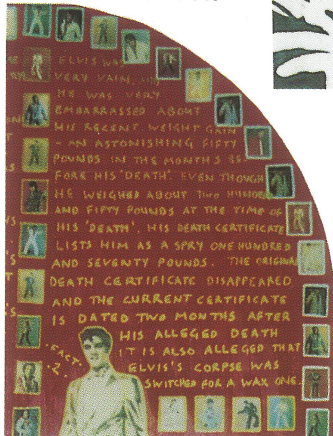 ELVIS WAS
VERY VAIN,
HE WAS VERY
EMBARRASSED ABOUT
HIS RECENT WEIGHT GAIN
- AN ASTONISHING FIFTY
POUNDS IN THE MONTHS BE-
FORE HIS "DEATH". EVEN THOUGH
HE WEIGHED ABOUT TWO HUNDRED
AND FIFTY POUNDS AT THE TIME OF
HIS "DEATH", HIS DEATH CERTIFICATE
LISTS HIM AS A SPRY ONE HUNDRED
AND SEVENTY POUNDS. THE ORIGINAL
DEATH CERTIFICATE DISAPPEARED
AND THE CURRENT CERTIFICATE
IS DATED TWO MONTHS AFTER
HIS ALLEGED DEATH
IT IS ALSO ALLEGED THAT
ELVIS'S CORPSE WAS
SWITCHED FOR A WAX ONE.
·FACT·
·2·